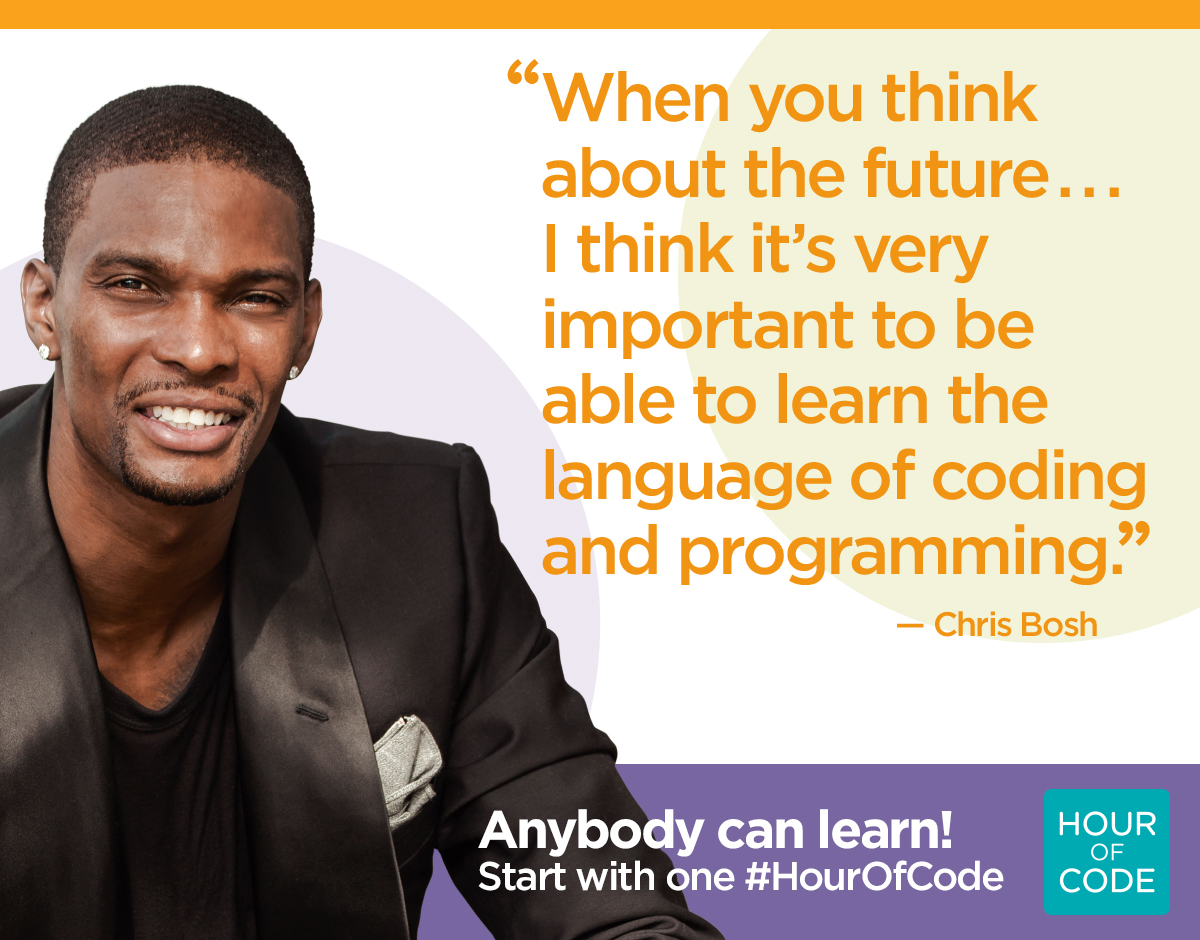 “When you think
about the future...
I think it’s very
important to be
able to learn the
language of coding
and programming.”
— Chris Bosh
Anybody can learn!
Start with one #HourOfCode
HOUR
OF
CODE